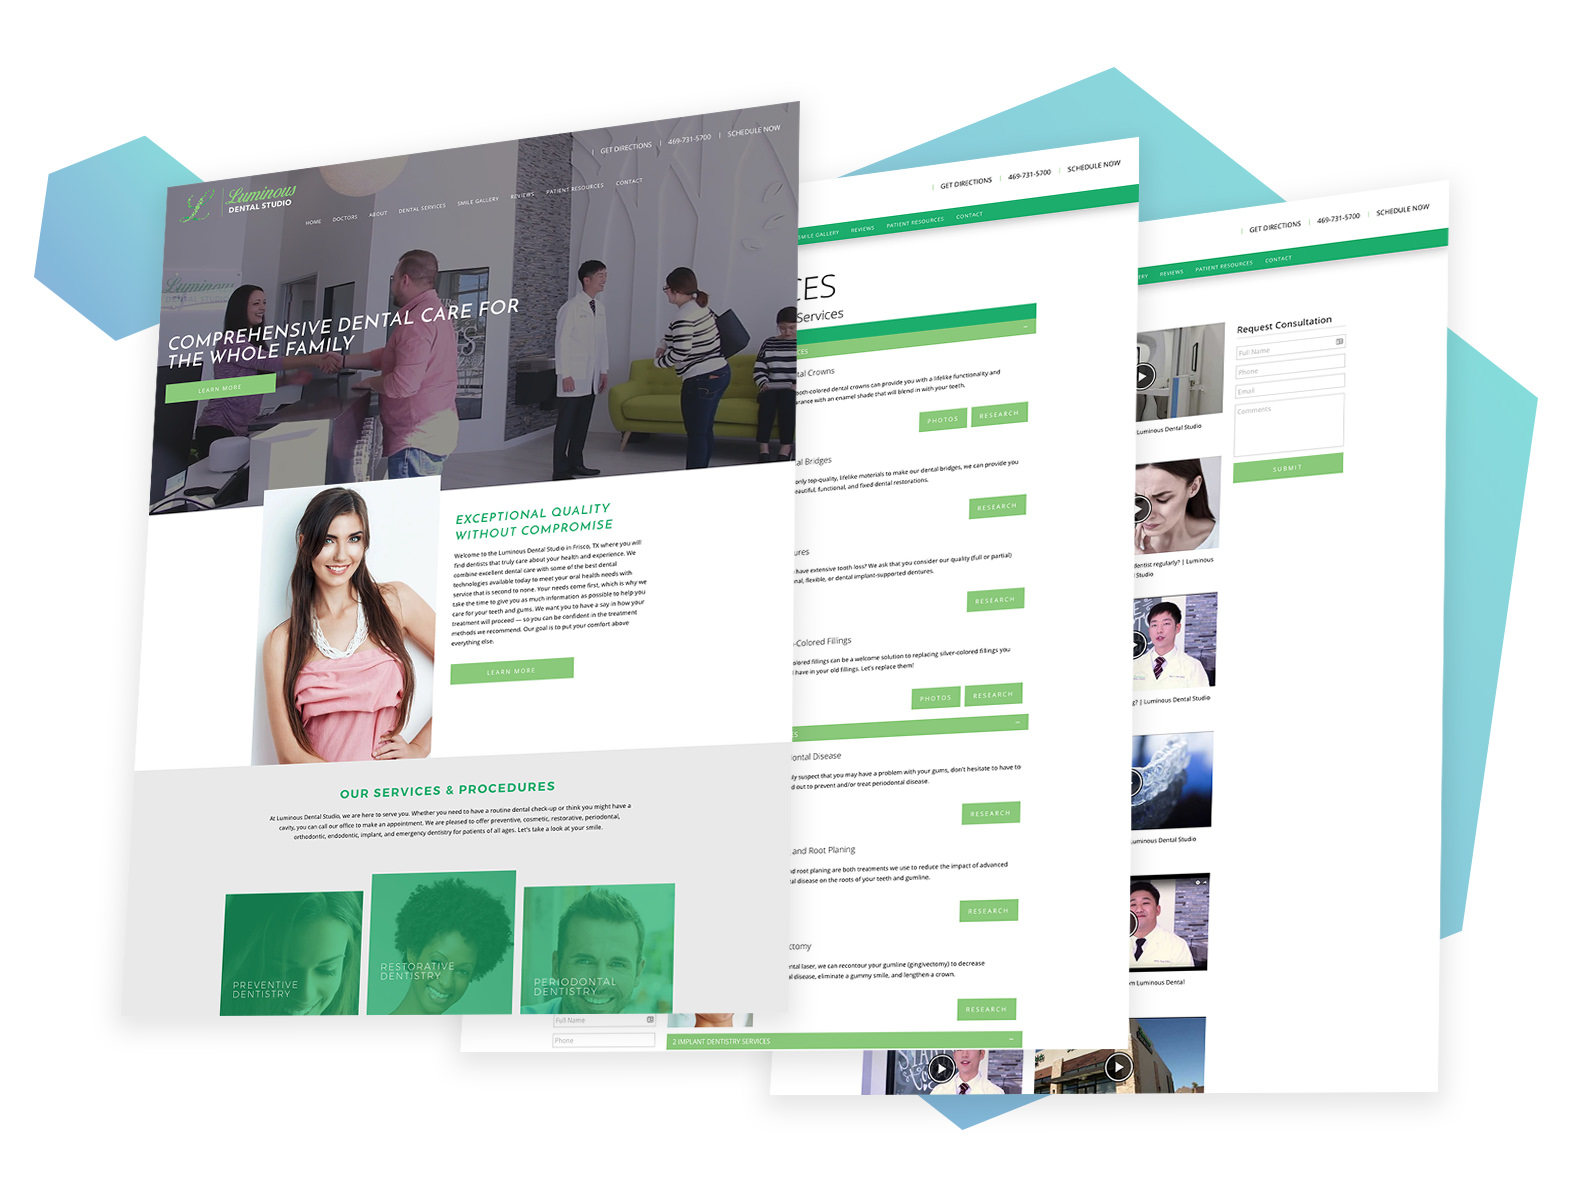 GET DIRECTIONS | 469-731-5700 | SCHEDULE NOW
Luminous
DENTAL STUDIO
HOME DOCTORS ABOUT DENTAL SERVICES SMILE GALLERY REVIEWS PATIENT RESOURCES CONTACT
Luminous
DENTAL STUDIO
COMPREHENSIVE DENTAL CARE FOR
THE WHOLE FAMILY
LEARN MORE
EXCEPTIONAL QUALITY
WITHOUT COMPROMISE
Welcome to the Luminous Dental Studio in Frisco, TX where you will
find dentists that truly care about your health and experience. We
combine excellent dental care with some of the best dental
technologies available today to meet your oral health needs with
service that is second to none. Your needs come first, which is why we
take the time to give you as much information as possible to help you
care for your teeth and gums. We want you to have a say in how your
treatment will proceed — so you can be confident in the treatment
methods we recommend. Our goal is to put your comfort above
everything else.
LEARN MORE
OUR SERVICES & PROCEDURES
At Luminous Dental Studio, we are here to serve you. Whether you need to have a routine dental check-up or think you might have a
cavity, you can call our office to make an appointment. We are pleased to offer preventive, cosmetic, restorative, periodontal,
orthodontic, endodontic, implant, and emergency dentistry for patients of all ages. Let's take a look at your smile.
PREVENTIVE
DENTISTRY
RESTORATIVE
DENTISTRY
PERIODONTAL
DENTISTRY
GET DIRECTIONS | 469-731-5700 | SCHEDULE NOW
SMILE GALLERY REVIEWS PATIENT RESOURCES CONTACT
CES
Services
CES
tal Crowns
ooth-colored dental crowns can provide you with a lifelike functionality and
arance with an enamel shade that will blend in with your teeth.
PHOTOS RESEARCH
al Bridges
only top-quality, lifelike materials to make our dental bridges, we can provide you
eautiful, functional, and fixed dental restorations.
RESEARCH
ures
have extensive tooth loss? We ask that you consider our quality (full or partial)
nal, flexible, or dental implant-supported dentures.
RESEARCH
-Colored Fillings
olored fillings can be a welcome solution to replacing silver-colored fillings you
have in your old fillings. Let's replace them!
PHOTOS RESEARCH
ES
ontal Disease
ly suspect that you may have a problem with your gums, don't hesitate to have to
d out to prevent and/or treat periodontal disease.
RESEARCH
and Root Planing
nd root planing are both treatments we use to reduce the impact of advanced
al disease on the roots of your teeth and gumline.
RESEARCH
ctomy
ental laser, we can recontour your gumline (gingivectomy) to decrease
al disease, eliminate a gummy smile, and lengthen a crown.
RESEARCH
Full Name
Phone
2 IMPLANT DENTISTRY SERVICES
GET DIRECTIONS | 469-731-5700 | SCHEDULE NOW
ERY REVIEWS PATIENT RESOURCES CONTACT
Request Consultation
Full Name
Phone
Email
Comments
SUBMIT
Luminous Dental Studio
dentist regularly? | Luminous
l Studio
g? | Luminous Dental Studio
uminous Dental Studio
om Luminous Dental